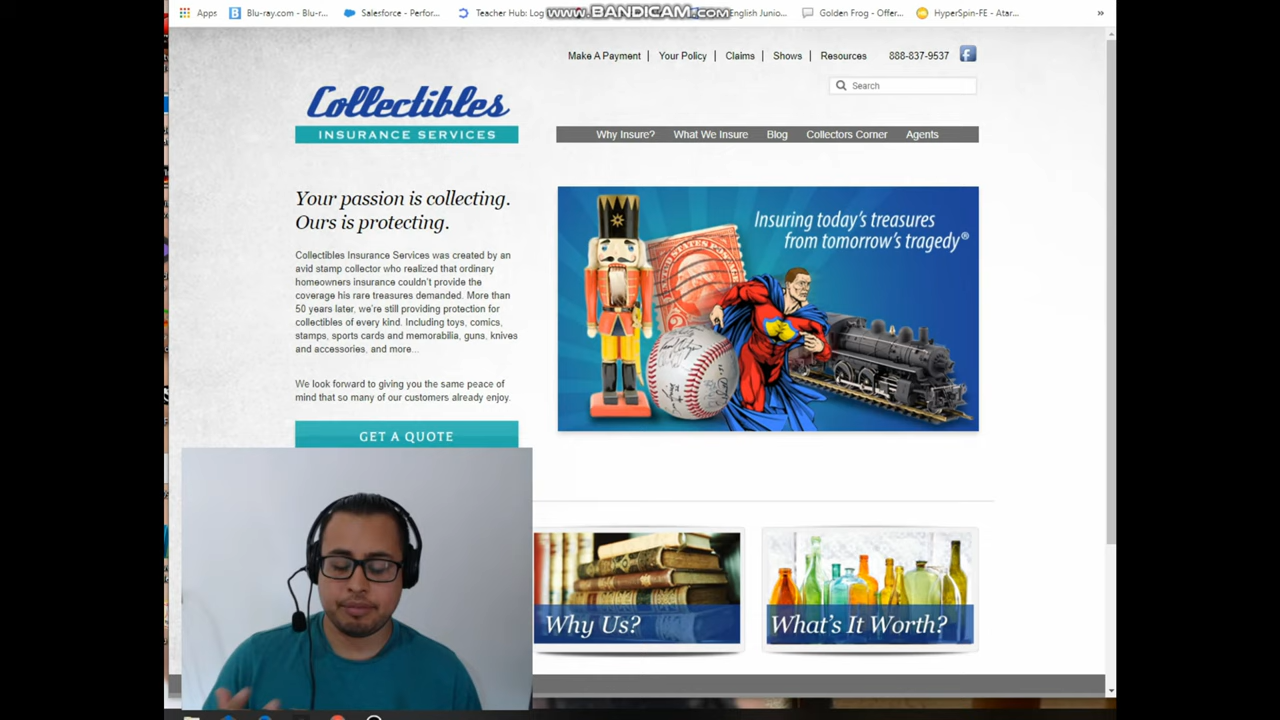 Apps
Blu-ray.com - Blu-r...
Salesforce - Perfor...
Teacher Hub: Log
www.BANDICAM.com
English Junio...
Golden Frog - Offer...
HyperSpin-FE - Atar...
»
Make A Payment | Your Policy | Claims | Shows | Resources 888-837-9537
Search
Collectibles
INSURANCE SERVICES
Why Insure? What We Insure Blog Collectors Corner Agents
Your passion is collecting.
Ours is protecting.
Collectibles Insurance Services was created by an
avid stamp collector who realized that ordinary
homeowners insurance couldn't provide the
coverage his rare treasures demanded. More than
50 years later, we're still providing protection for
collectibles of every kind. Including toys, comics,
stamps, sports cards and memorabilia, guns, knives
and accessories, and more...
We look forward to giving you the same peace of
mind that so many of our customers already enjoy.
GET A QUOTE
Insuring today's treasures
from tomorrow's tragedy®
Why Us?
What's It Worth?